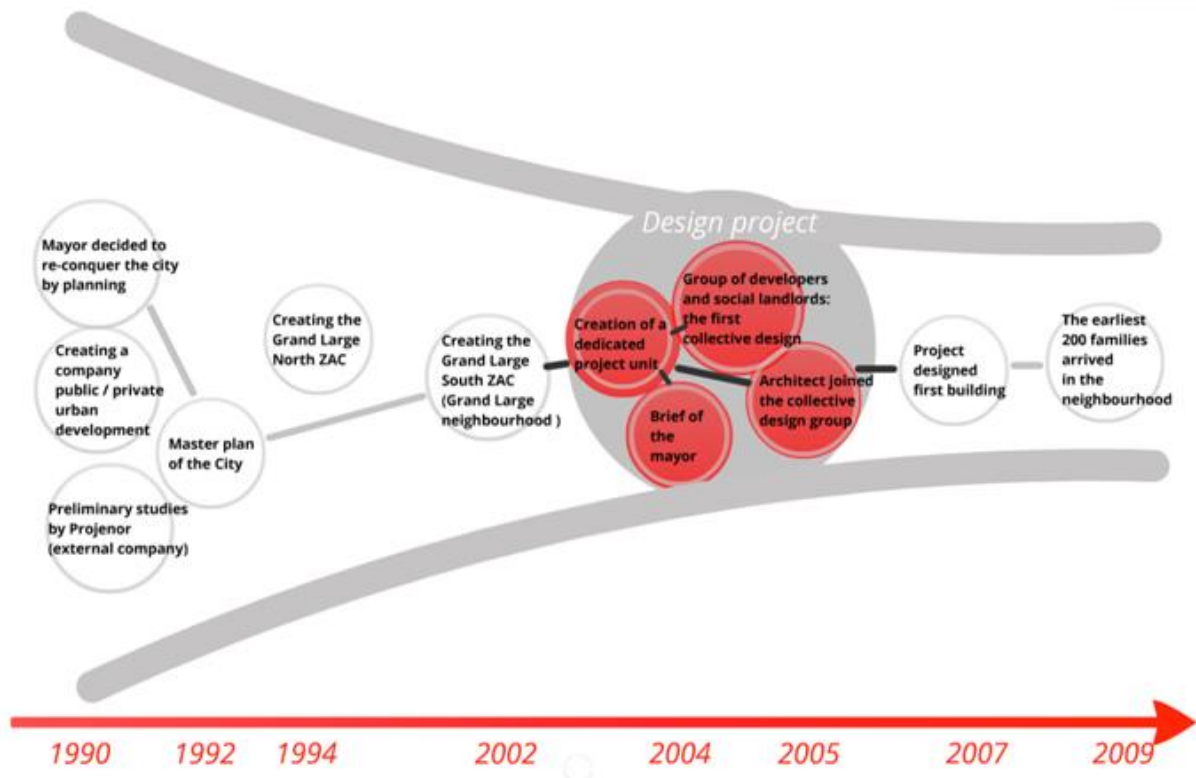 Design project
Mayor decided to
re-conquer the city
by planning
Creating a
company
public / private
urban
development
Preliminary studies
by Projenor
(external company)
Master plan
of the City
Creating the
Grand Large
North ZAC
Creating the
Grand Large
South ZAC
(Grand Large
neighbourhood )
Creation of a
dedicated
project unit
Group of developers
and social landlords:
the first
collective design
Brief of
the
mayor
Architect joined
the collective
design group
Project
designed
first building
The earliest
200 families
arrived
in the
neighbourhood
1990 1992 1994 2002 2004 2005 2007 2009